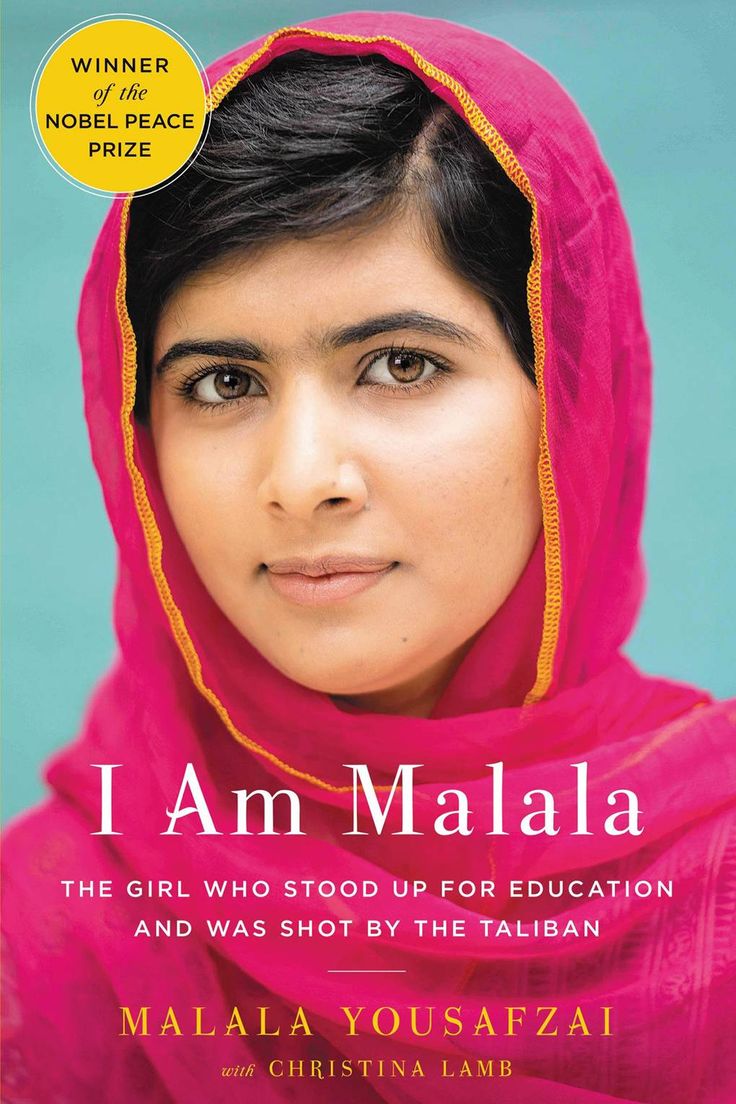 WINNER
of the
NOBEL PEACE
PRIZE
I Am Malala
THE GIRL WHO STOOD UP FOR EDUCATION
AND WAS SHOT BY THE TALIBAN
MALALA YOUSAFZAI
with CHRISTINA LAMB